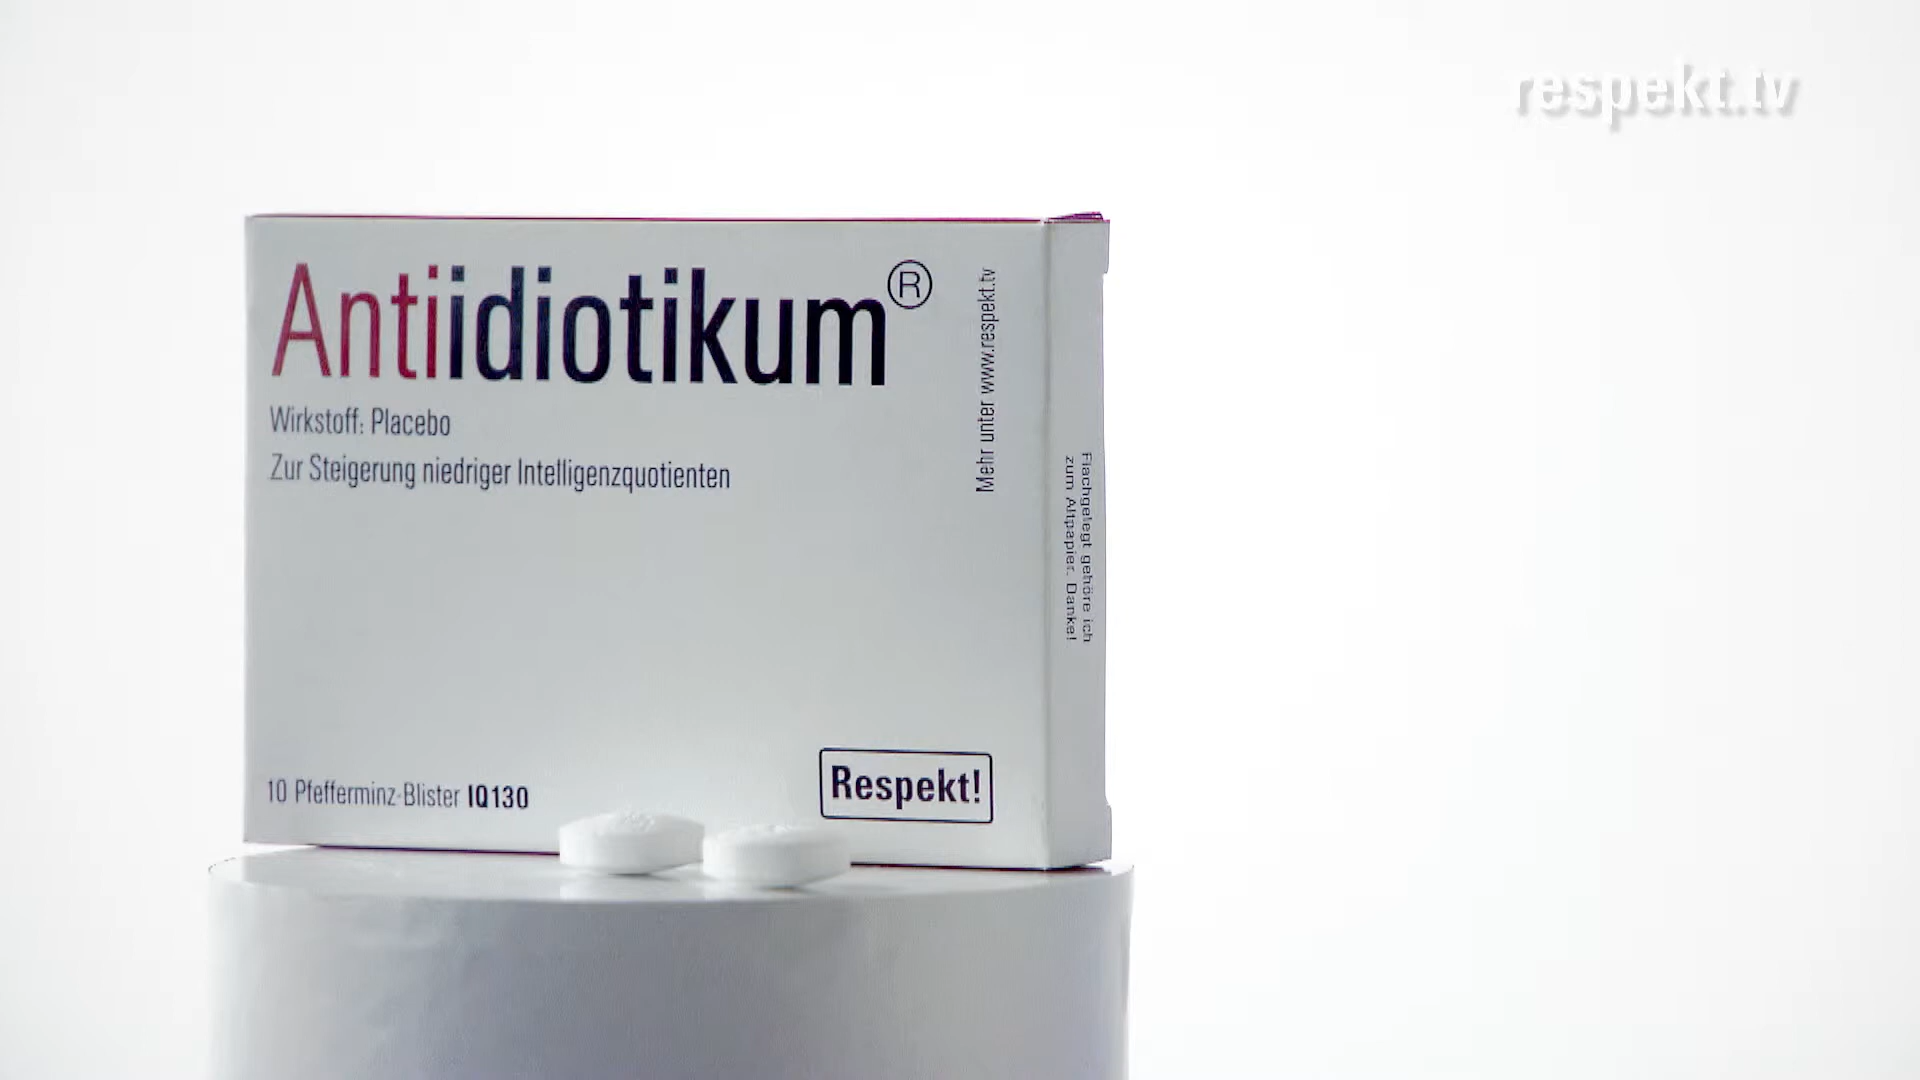 respekt.tv
Antiidiotikum®
Wirkstoff: Placebo
Zur Steigerung niedriger Intelligenzquotienten
Mehr unter www.respekt.tv
Flachgelegt gehöre ich
zum Altpapier. Danke!
10 Pfefferminz-Blister IQ130
Respekt!